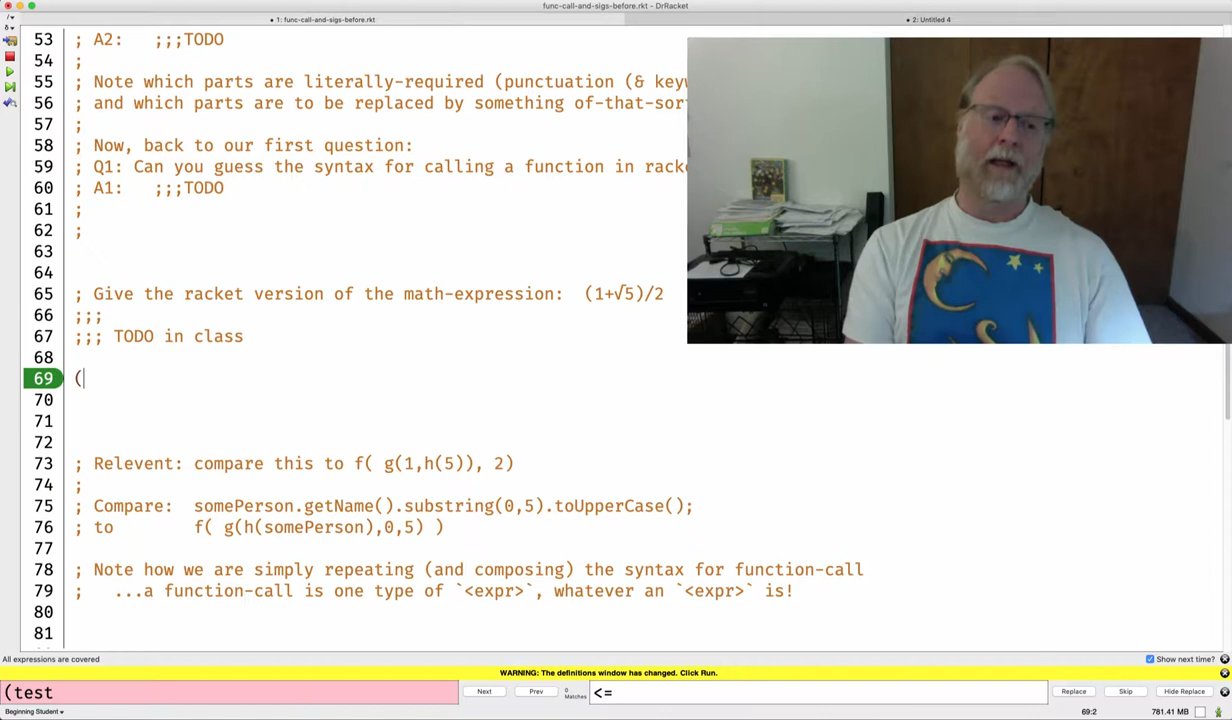 func-call-and-sigs-before.rkt - DrRacket
• 1: func-call-and-sigs-before.rkt
• 2: Untitled 4
53 ; A2: ;;;TODO
54 ;
55 ; Note which parts are literally-required (punctuation (& keyw
56 ; and which parts are to be replaced by something of-that-sor
57 ;
58 ; Now, back to our first question:
59 ; Q1: Can you guess the syntax for calling a function in racke
60 ; A1: ;;;TODO
61 ;
62 ;
63
64
65 ; Give the racket version of the math-expression: (1+√5)/2
66 ;;;
67 ;;; TODO in class
68
69 (
70
71
72
73 ; Relevent: compare this to f( g(1,h(5)), 2)
74 ;
75 ; Compare: somePerson.getName().substring(0,5).toUpperCase();
76 ; to f( g(h(somePerson),0,5) )
77
78 ; Note how we are simply repeating (and composing) the syntax for function-call
79 ; ...a function-call is one type of `<expr>`, whatever an `<expr>` is!
80
81
All expressions are covered
Show next time?
WARNING: The definitions window has changed. Click Run.
(test Next Prev 0 Matches <= Replace Skip Hide Replace
Beginning Student 69:2 781.41 MB